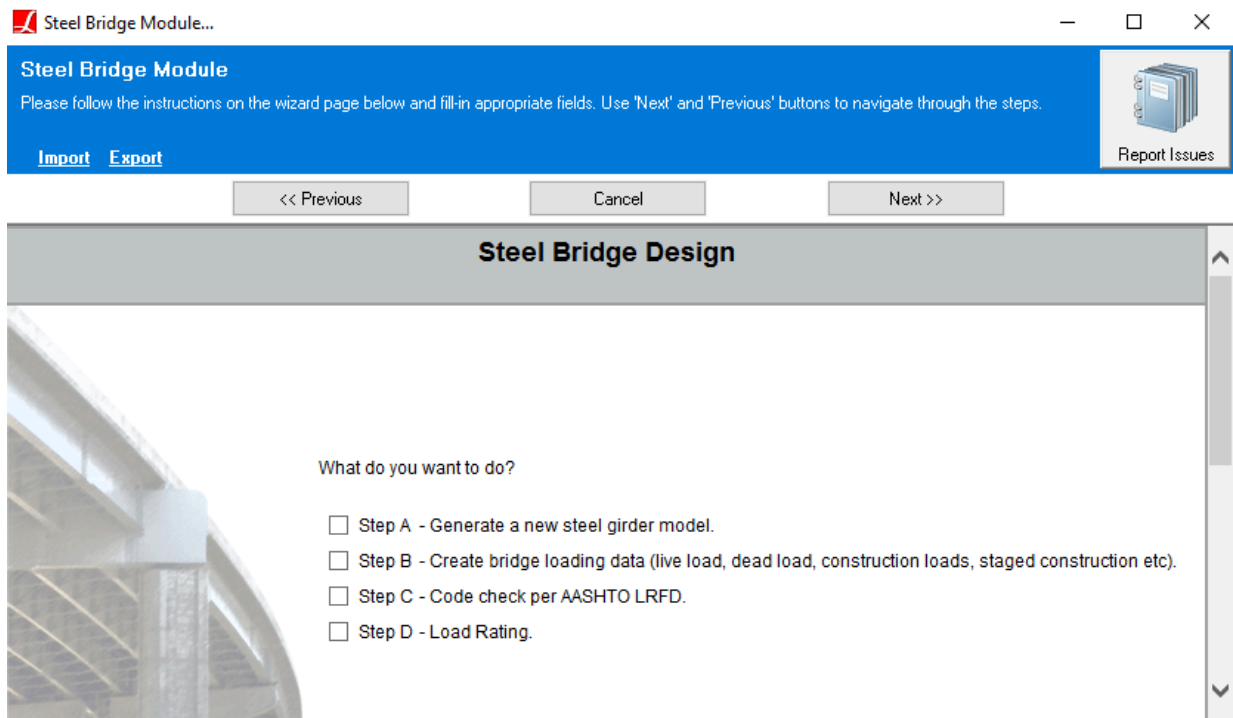 Steel Bridge Module...
Steel Bridge Module
Please follow the instructions on the wizard page below and fill-in appropriate fields. Use 'Next' and 'Previous' buttons to navigate through the steps.
Import Export
Report Issues
<< Previous Cancel Next >>
Steel Bridge Design
What do you want to do?
Step A - Generate a new steel girder model.
Step B - Create bridge loading data (live load, dead load, construction loads, staged construction etc).
Step C - Code check per AASHTO LRFD.
Step D - Load Rating.